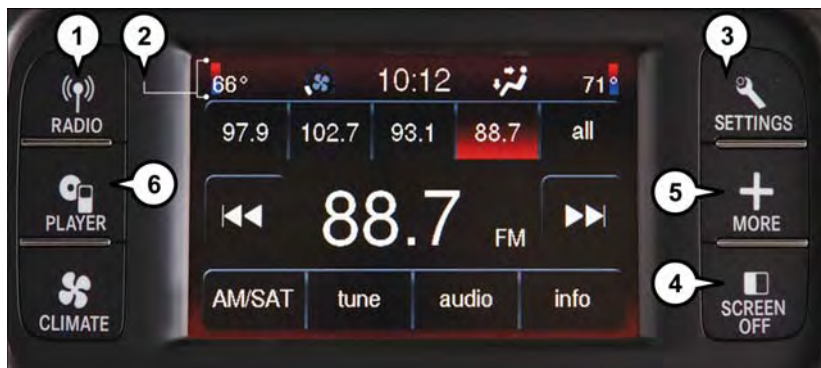 1 2 3
RADIO
66° 10:12 71°
SETTINGS
97.9 102.7 93.1 88.7 all
6 5
PLAYER
88.7 FM
MORE
4
CLIMATE
AM/SAT tune audio info
SCREEN
OFF